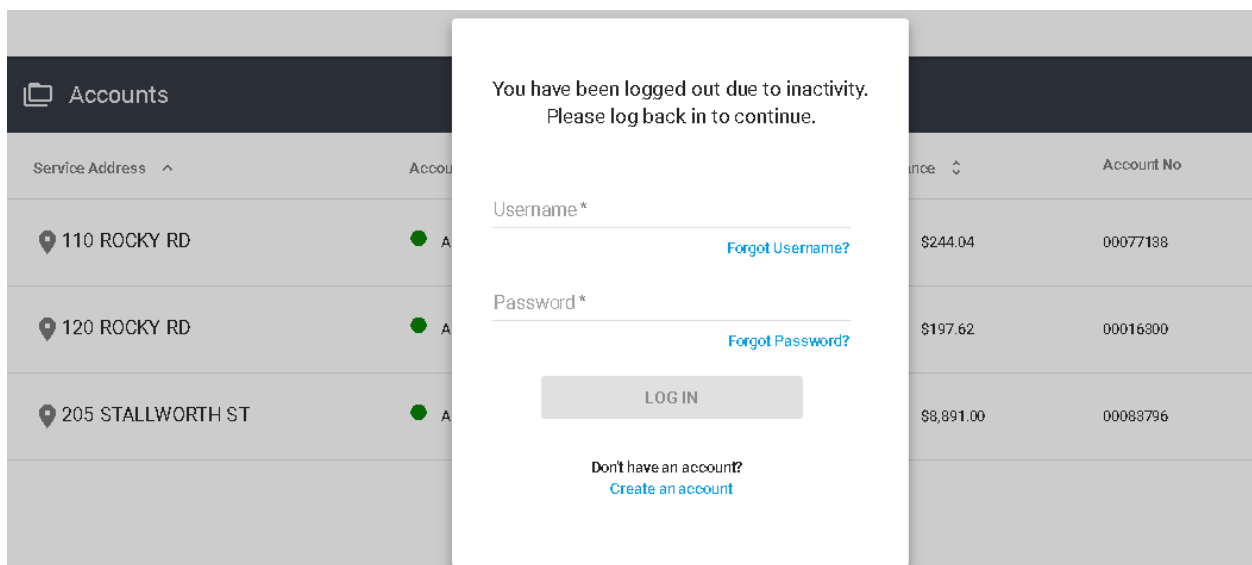 Accounts
You have been logged out due to inactivity.
Please log back in to continue.
Service Address
Account No
Username *
Forgot Username?
110 ROCKY RD
$244.04
00077138
Password *
120 ROCKY RD
$197.62
00016300
Forgot Password?
LOG IN
205 STALLWORTH ST
$8,891.00
00083796
Don't have an account?
Create an account